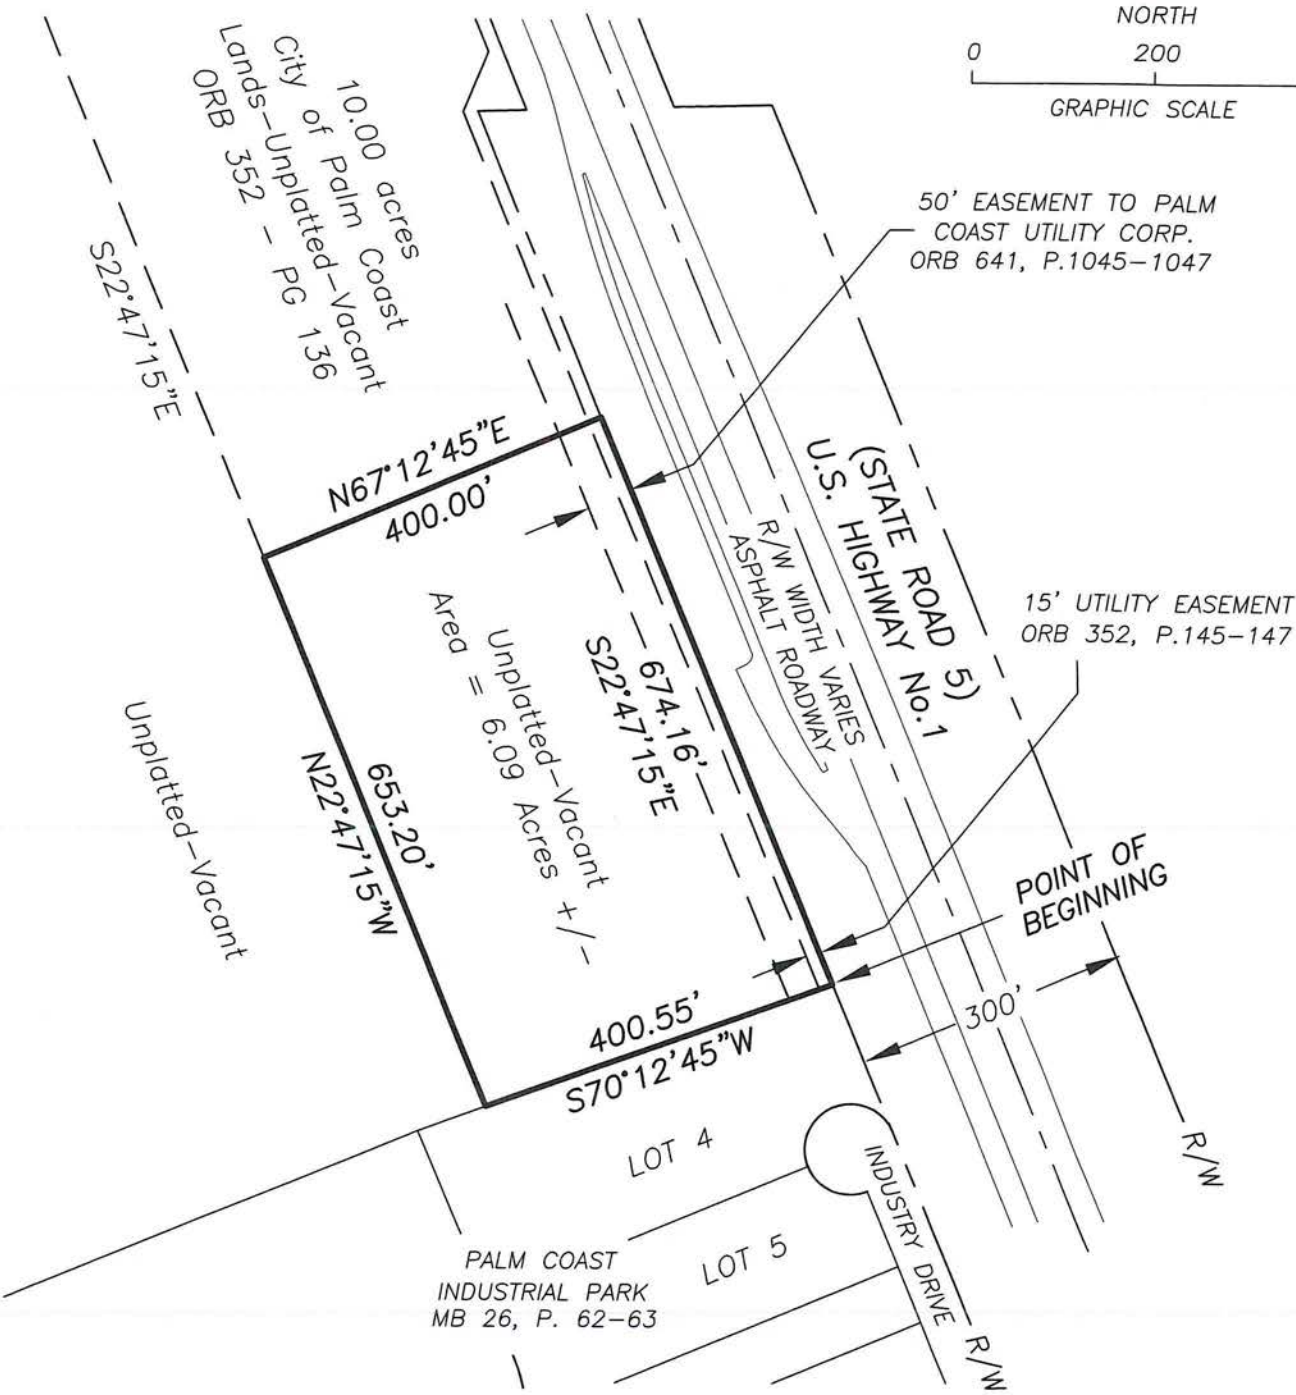 NORTH
0 200
GRAPHIC SCALE
10.00 acres
City of Palm Coast
Lands-Unplatted-Vacant
ORB 352 - PG 136
S22°47'15"E
50' EASEMENT TO PALM
COAST UTILITY CORP.
ORB 641, P.1045-1047
N67°12'45"E
400.00'
(STATE ROAD 5)
U.S. HIGHWAY No.1
R/W WIDTH VARIES
ASPHALT ROADWAY
15' UTILITY EASEMENT
ORB 352, P.145-147
674.16'
S22°47'15"E
Unplatted-Vacant
Area = 6.09 Acres +/-
653.20'
N22°47'15"W
Unplatted-Vacant
POINT OF
BEGINNING
300'
400.55'
S70°12'45"W
R/W
LOT 4
INDUSTRY DRIVE
LOT 5
PALM COAST
INDUSTRIAL PARK
MB 26, P. 62-63
R/W